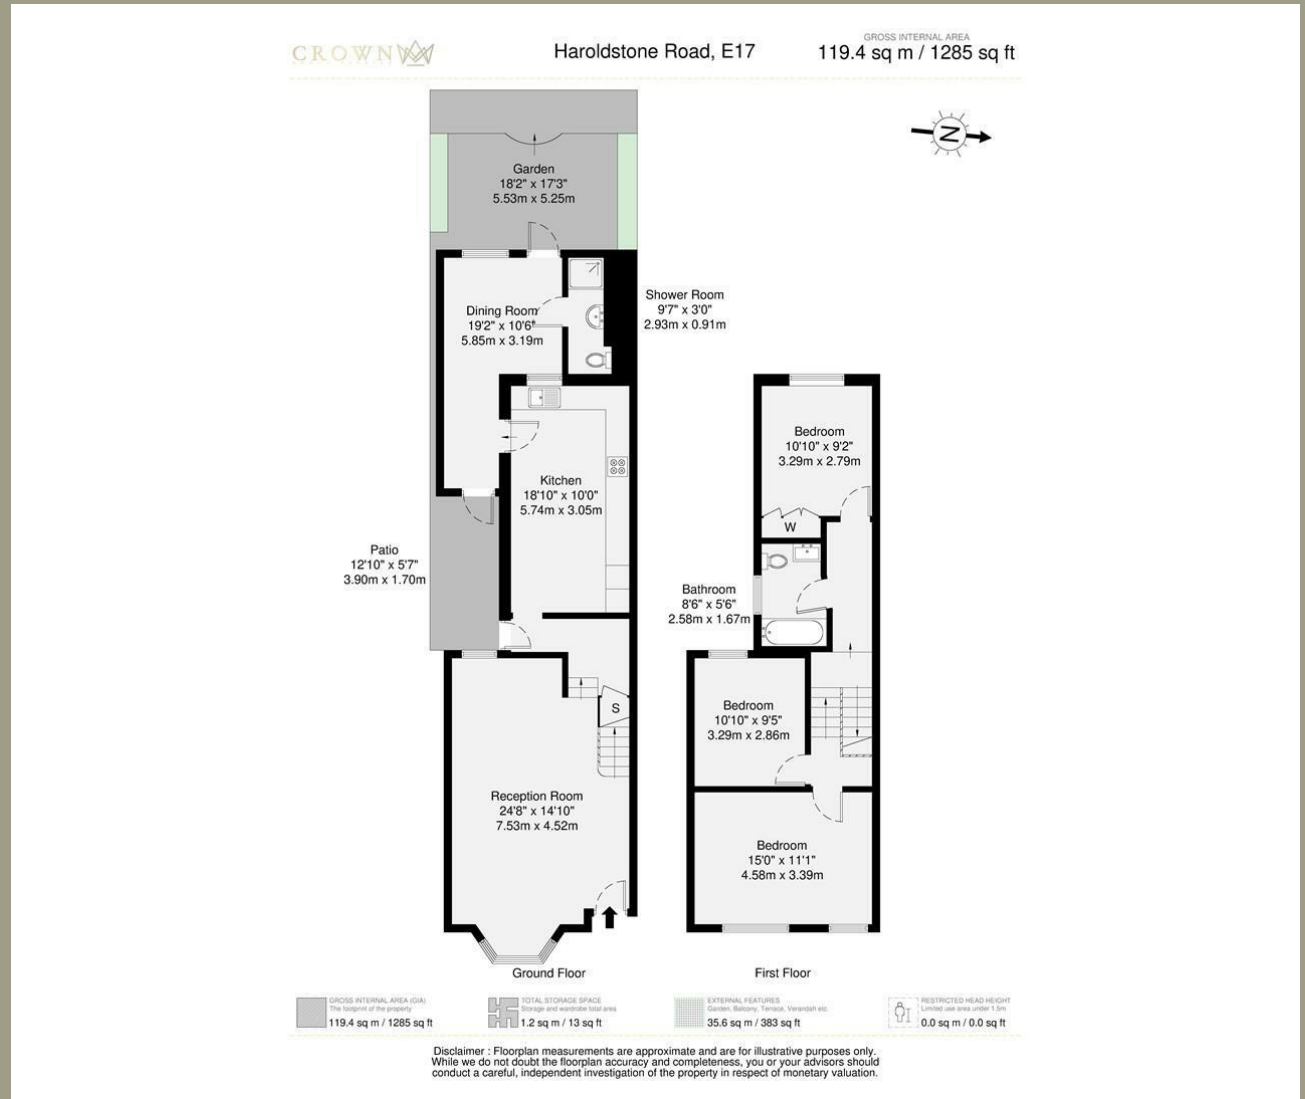 CROWN
Haroldstone Road, E17
GROSS INTERNAL AREA
119.4 sq m / 1285 sq ft
N
Garden
18'2" x 17'3"
5.53m x 5.25m
Dining Room
19'2" x 10'6"
5.85m x 3.19m
Shower Room
9'7" x 3'0"
2.93m x 0.91m
Kitchen
18'10" x 10'0"
5.74m x 3.05m
Patio
12'10" x 5'7"
3.90m x 1.70m
S
Reception Room
24'8" x 14'10"
7.53m x 4.52m
Ground Floor
Bedroom
10'10" x 9'2"
3.29m x 2.79m
W
Bathroom
8'6" x 5'6"
2.58m x 1.67m
Bedroom
10'10" x 9'5"
3.29m x 2.86m
Bedroom
15'0" x 11'1"
4.58m x 3.39m
First Floor
GROSS INTERNAL AREA (GIA)
The footprint of the property
119.4 sq m / 1285 sq ft
TOTAL STORAGE SPACE
Storage and wardrobe total area
1.2 sq m / 13 sq ft
EXTERNAL FEATURES
Garden, Balcony, Terrace, Verandah etc.
35.6 sq m / 383 sq ft
RESTRICTED HEAD HEIGHT
Limited use area under 1.5m
0.0 sq m / 0.0 sq ft
Disclaimer : Floorplan measurements are approximate and are for illustrative purposes only.
While we do not doubt the floorplan accuracy and completeness, you or your advisors should
conduct a careful, independent investigation of the property in respect of monetary valuation.